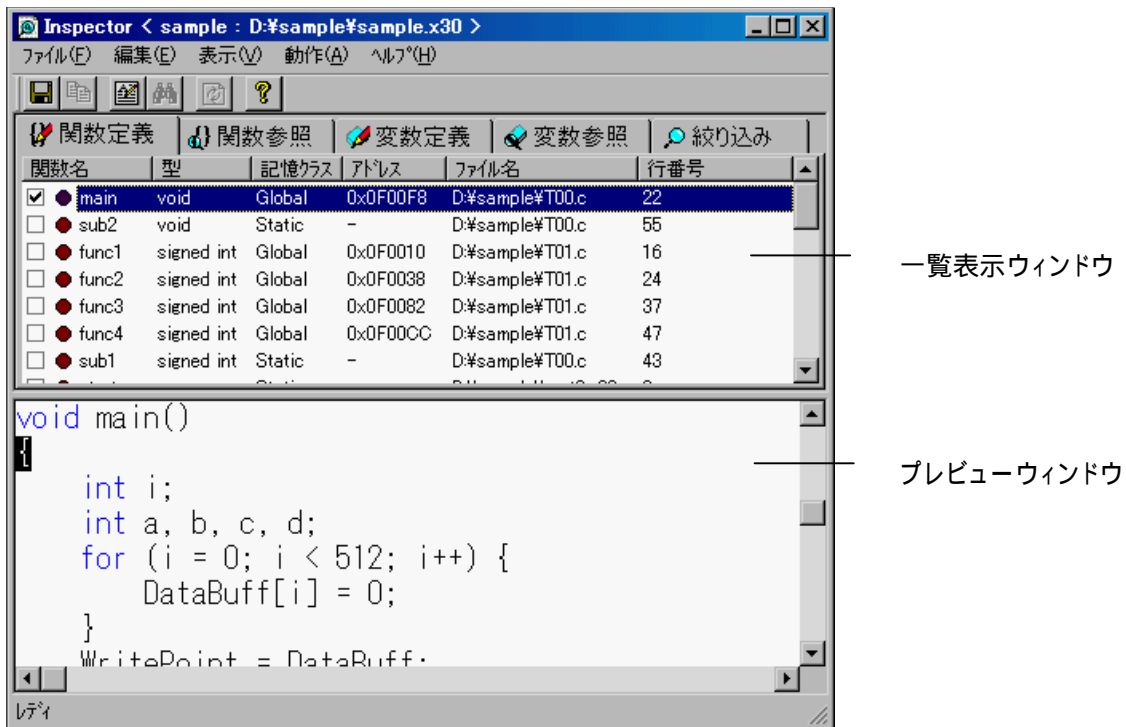 Inspector < sample : D:¥sample¥sample.x30 >
ファイル(F) 編集(E) 表示(V) 動作(A) ヘルプ(H)
関数定義 関数参照 変数定義 変数参照 絞り込み
関数名 型 記憶クラス アドレス ファイル名 行番号
main void Global 0x0F00F8 D:¥sample¥T00.c 22
sub2 void Static - D:¥sample¥T00.c 55
func1 signed int Global 0x0F0010 D:¥sample¥T01.c 16
func2 signed int Global 0x0F0038 D:¥sample¥T01.c 24
func3 signed int Global 0x0F0082 D:¥sample¥T01.c 37
func4 signed int Global 0x0F00CC D:¥sample¥T01.c 47
sub1 signed int Static - D:¥sample¥T00.c 43
一覧表示ウィンドウ
void main()
{
int i;
int a, b, c, d;
for (i = 0; i < 512; i++) {
DataBuff[i] = 0;
}
WritePoint = DataBuff;
プレビューウィンドウ
レディ